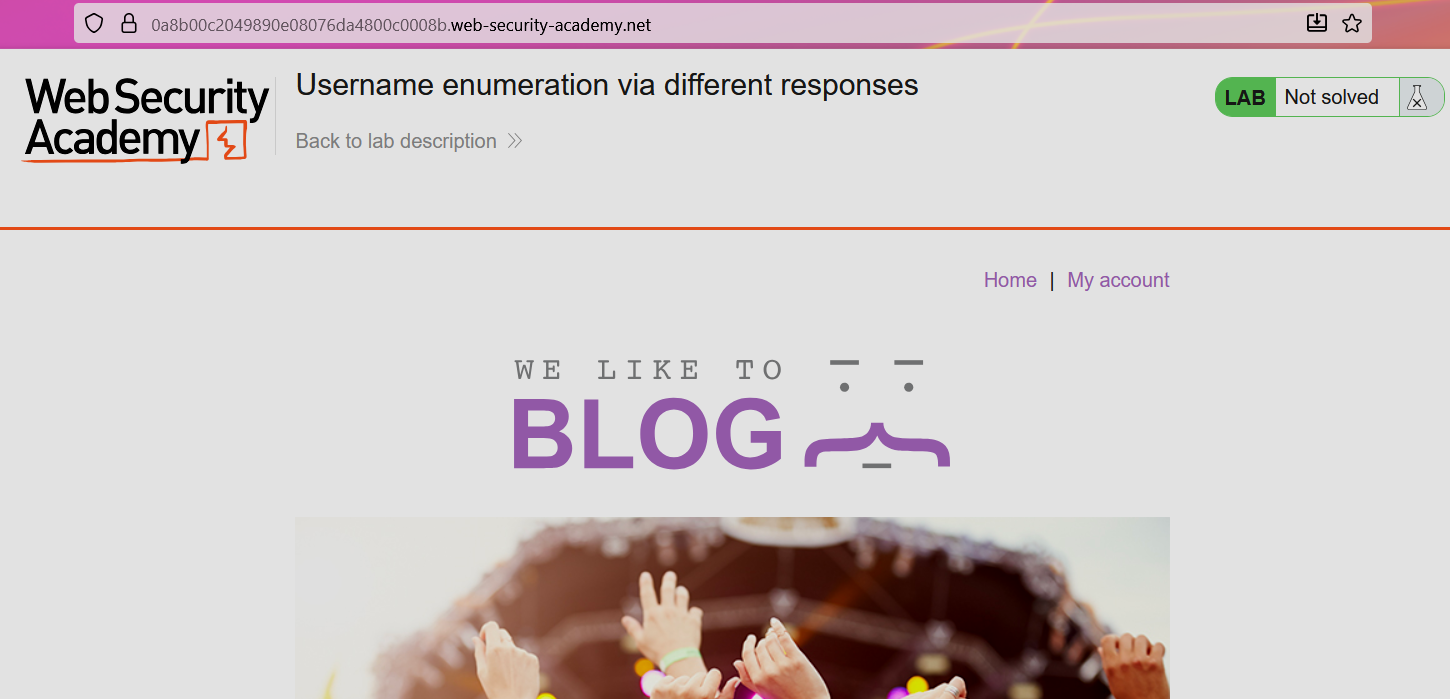 0a8b00c2049890e08076da4800c0008b.web-security-academy.net
Web Security
Academy
Username enumeration via different responses
Back to lab description
LAB Not solved
Home | My account
WE LIKE TO
BLOG